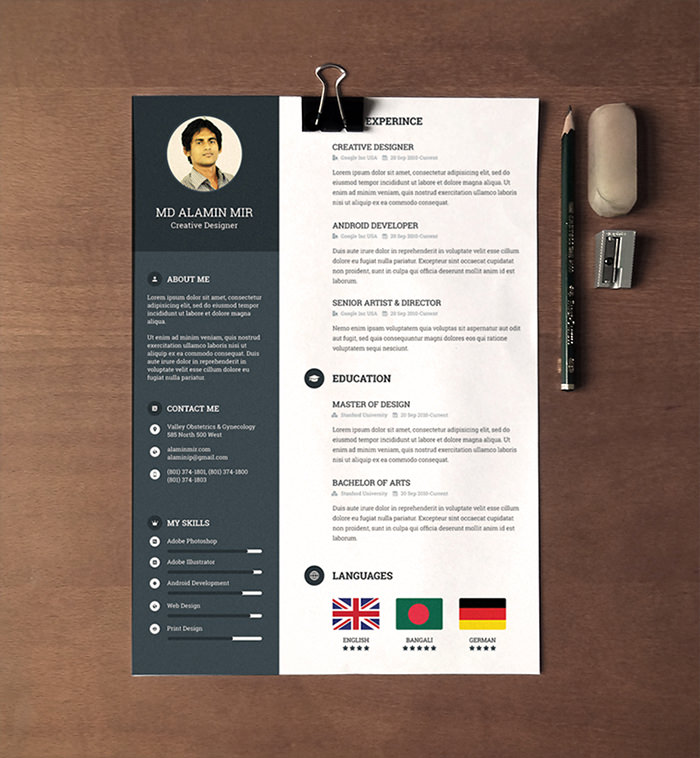 MD ALAMIN MIR
Creative Designer
ABOUT ME
Lorem ipsum dolor sit amet, consectetur
adipisicing elit, sed do eiusmod tempor
incididunt ut labore et dolore magna
aliqua.
Ut enim ad minim veniam, quis nostrud
exercitation ullamco laboris nisi ut
aliquip ex ea commodo consequat. Duis
aute irure dolor in reprehenderit in
voluptate velit esse cillum dolore eu
fugiat nulla pariatur.
CONTACT ME
Valley Obstetrics & Gynecology
585 North 500 West
alaminmir.com
alaminip@gmail.com
(801) 374-1801, (801) 374-1800
(801) 374-1803
MY SKILLS
Adobe Photoshop
Adobe Illustrator
Android Development
Web Design
Print Design
EXPERINCE
CREATIVE DESIGNER
Google Inc USA 20 Sep 2010-Current
Lorem ipsum dolor sit amet, consectetur adipisicing elit, sed do
eiusmod tempor incididunt ut labore et dolore magna aliqua. Ut
enim ad minim veniam, quis nostrud exercitation ullamco laboris
nisi ut aliquip ex ea commodo consequat.
ANDROID DEVELOPER
Google Inc USA 20 Sep 2010-Current
Duis aute irure dolor in reprehenderit in voluptate velit esse cillum
dolore eu fugiat nulla pariatur. Excepteur sint occaecat cupidatat
non proident, sunt in culpa qui officia deserunt mollit anim id est
laborum.
SENIOR ARTIST & DIRECTOR
Google Inc USA 20 Sep 2010-Current
Nemo enim ipsam voluptatem quia voluptas sit aspernatur aut odit
aut fugit, sed quia consequuntur magni dolores eos qui ratione
voluptatem sequi nesciunt.
EDUCATION
MASTER OF DESIGN
Stanford University 20 Sep 2010-Current
Lorem ipsum dolor sit amet, consectetur adipisicing elit, sed do
eiusmod tempor incididunt ut labore et dolore magna aliqua. Ut
enim ad minim veniam, quis nostrud exercitation ullamco laboris
nisi ut aliquip ex ea commodo consequat.
BACHELOR OF ARTS
Stanford University 20 Sep 2010-Current
Duis aute irure dolor in reprehenderit in voluptate velit esse cillum
dolore eu fugiat nulla pariatur. Excepteur sint occaecat cupidatat
non proident, sunt in culpa qui officia deserunt mollit anim id est
laborum.
LANGUAGES
ENGLISH BANGALI GERMAN